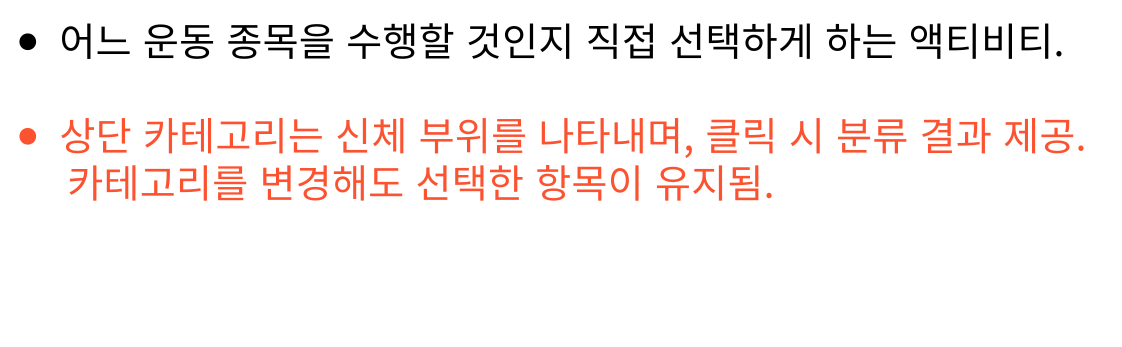 ● 어느 운동 종목을 수행할 것인지 직접 선택하게 하는 액티비티.
● 상단 카테고리는 신체 부위를 나타내며, 클릭 시 분류 결과 제공.
카테고리를 변경해도 선택한 항목이 유지됨.